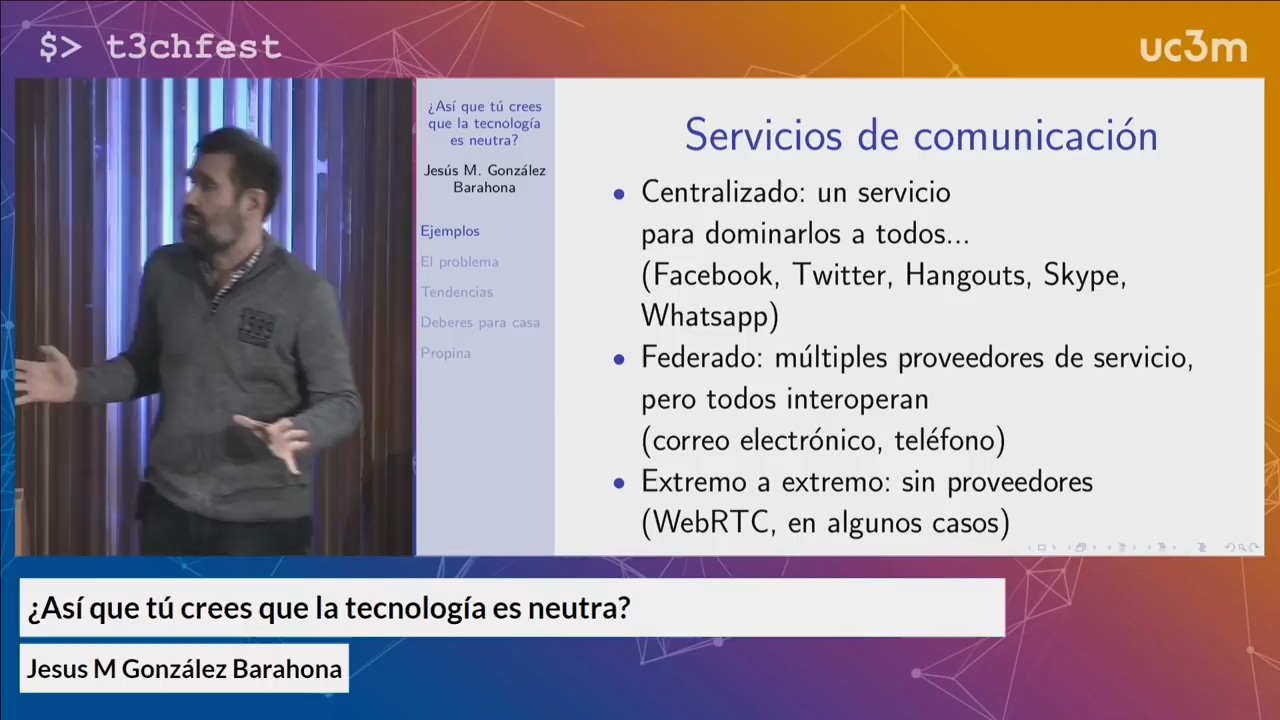 $> t3chfest
uc3m
¿Así que tú crees
que la tecnología
es neutra?
Jesús M. González
Barahona
Ejemplos
El problema
Tendencias
Deberes para casa
Propina
Servicios de comunicación
• Centralizado: un servicio
para dominarlos a todos...
(Facebook, Twitter, Hangouts, Skype,
Whatsapp)
• Federado: múltiples proveedores de servicio,
pero todos interoperan
(correo electrónico, teléfono)
• Extremo a extremo: sin proveedores
(WebRTC, en algunos casos)
¿Así que tú crees que la tecnología es neutra?
Jesus M González Barahona